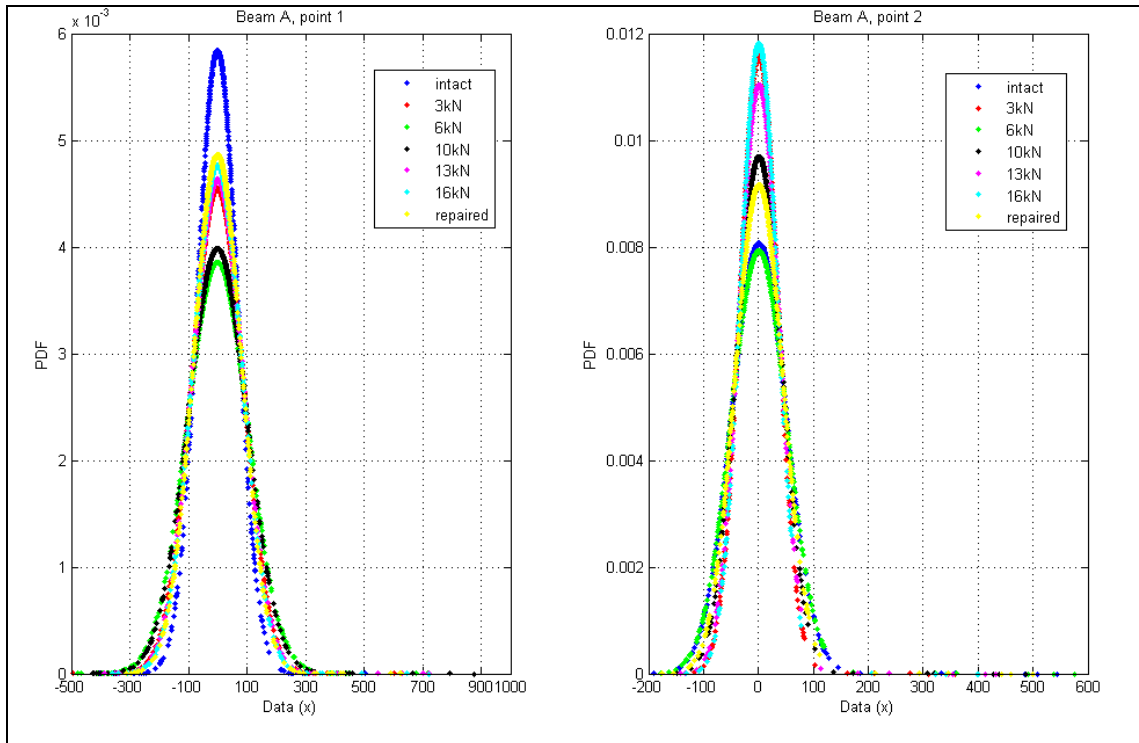 Beam A, point 1
x 10-3
6
5
4
3
2
1
0
PDF
-500 -300 -100 100 300 500 700 900 1000
Data (x)
intact
3kN
6kN
10kN
13kN
16kN
repaired
Beam A, point 2
0.012
0.01
0.008
0.006
0.004
0.002
0
PDF
-200 -100 0 100 200 300 400 500 600
Data (x)
intact
3kN
6kN
10kN
13kN
16kN
repaired